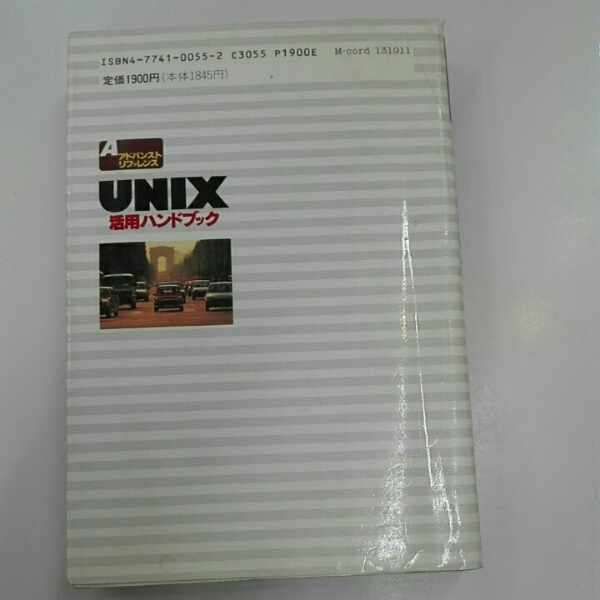 ISBN4-7741-0055-2 C3055 P1900E M-cord 131911
定価1900円(本体1845円)
A
アドバンスト
リファレンス
UNIX
活用ハンドブック